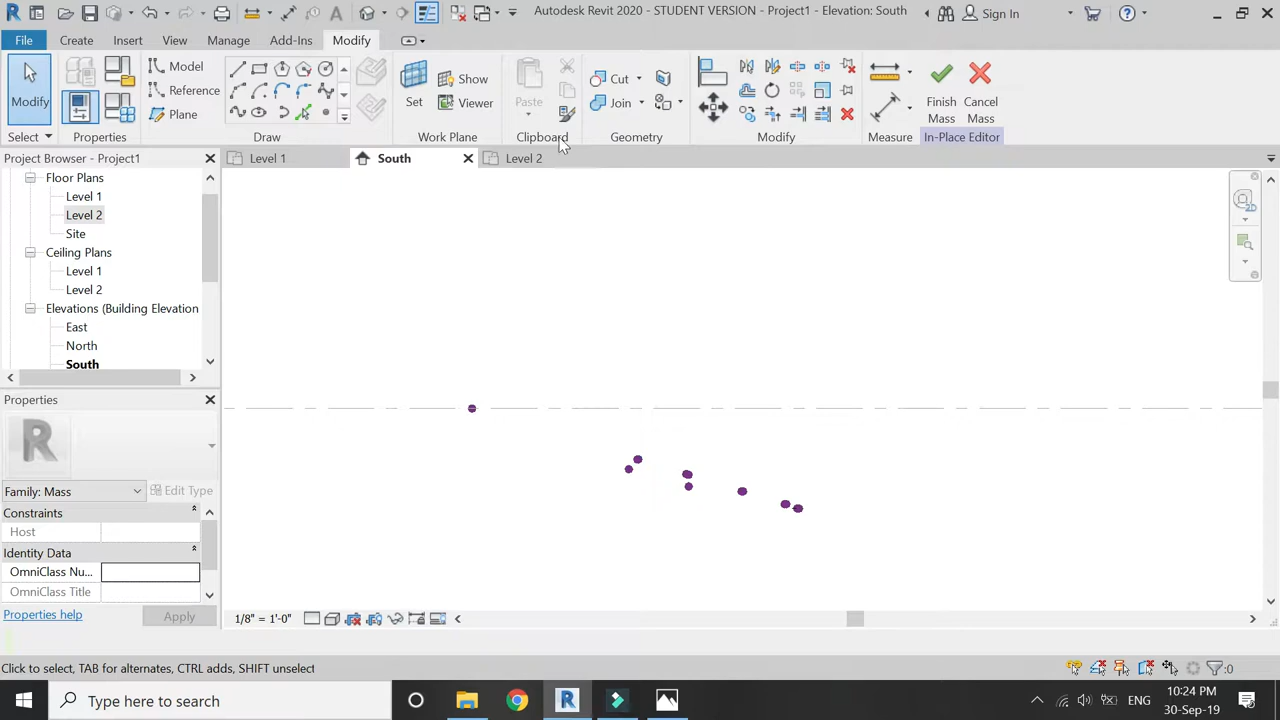 Autodesk Revit 2020 - STUDENT VERSION - Project1 - Elevation: South
Sign In
File Create Insert View Manage Add-Ins Modify
Modify
Model
Reference
Plane
Set
Show
Viewer
Paste
Cut
Join
Finish Mass
Cancel Mass
Select Properties Draw Work Plane Clipboard Geometry Modify Measure In-Place Editor
Project Browser - Project1
Level 1
South
Level 2
Floor Plans
Level 1
Level 2
Site
Ceiling Plans
Level 1
Level 2
Elevations (Building Elevation
East
North
South
Properties
R
Family: Mass
Edit Type
Constraints
Host
Identity Data
OmniClass Nu...
OmniClass Title
Properties help
Apply
1/8" = 1'-0"
Click to select, TAB for alternates, CTRL adds, SHIFT unselect
:0
Type here to search
ENG
10:24 PM
30-Sep-19